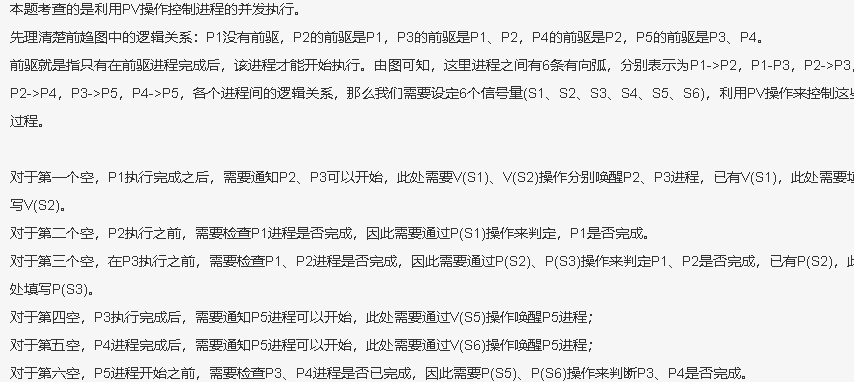 本题考查的是利用PV操作控制进程的并发执行。
先理清楚前趋图中的逻辑关系：P1没有前驱，P2的前驱是P1，P3的前驱是P1、P2，P4的前驱是P2，P5的前驱是P3、P4。
前驱就是指只有在前驱进程完成后，该进程才能开始执行。由图可知，这里进程之间有6条有向弧，分别表示为P1->P2，P1-P3，P2->P3，
P2->P4，P3->P5，P4->P5，各个进程间的逻辑关系，那么我们需要设定6个信号量(S1、S2、S3、S4、S5、S6)，利用PV操作来控制这些
过程。
对于第一个空，P1执行完成之后，需要通知P2、P3可以开始，此处需要V(S1)、V(S2)操作分别唤醒P2、P3进程，已有V(S1)，此处需要填
写V(S2)。
对于第二个空，P2执行之前，需要检查P1进程是否完成，因此需要通过P(S1)操作来判定，P1是否完成。
对于第三个空，在P3执行之前，需要检查P1、P2进程是否完成，因此需要通过P(S2)、P(S3)操作来判定P1、P2是否完成，已有P(S2)，此
处填写P(S3)。
对于第四空，P3执行完成后，需要通知P5进程可以开始，此处需要通过V(S5)操作唤醒P5进程；
对于第五空，P4进程完成后，需要通知P5进程可以开始，此处需要通过V(S6)操作唤醒P5进程；
对于第六空，P5进程开始之前，需要检查P3、P4进程是否已完成，因此需要P(S5)、P(S6)操作来判断P3、P4是否完成。